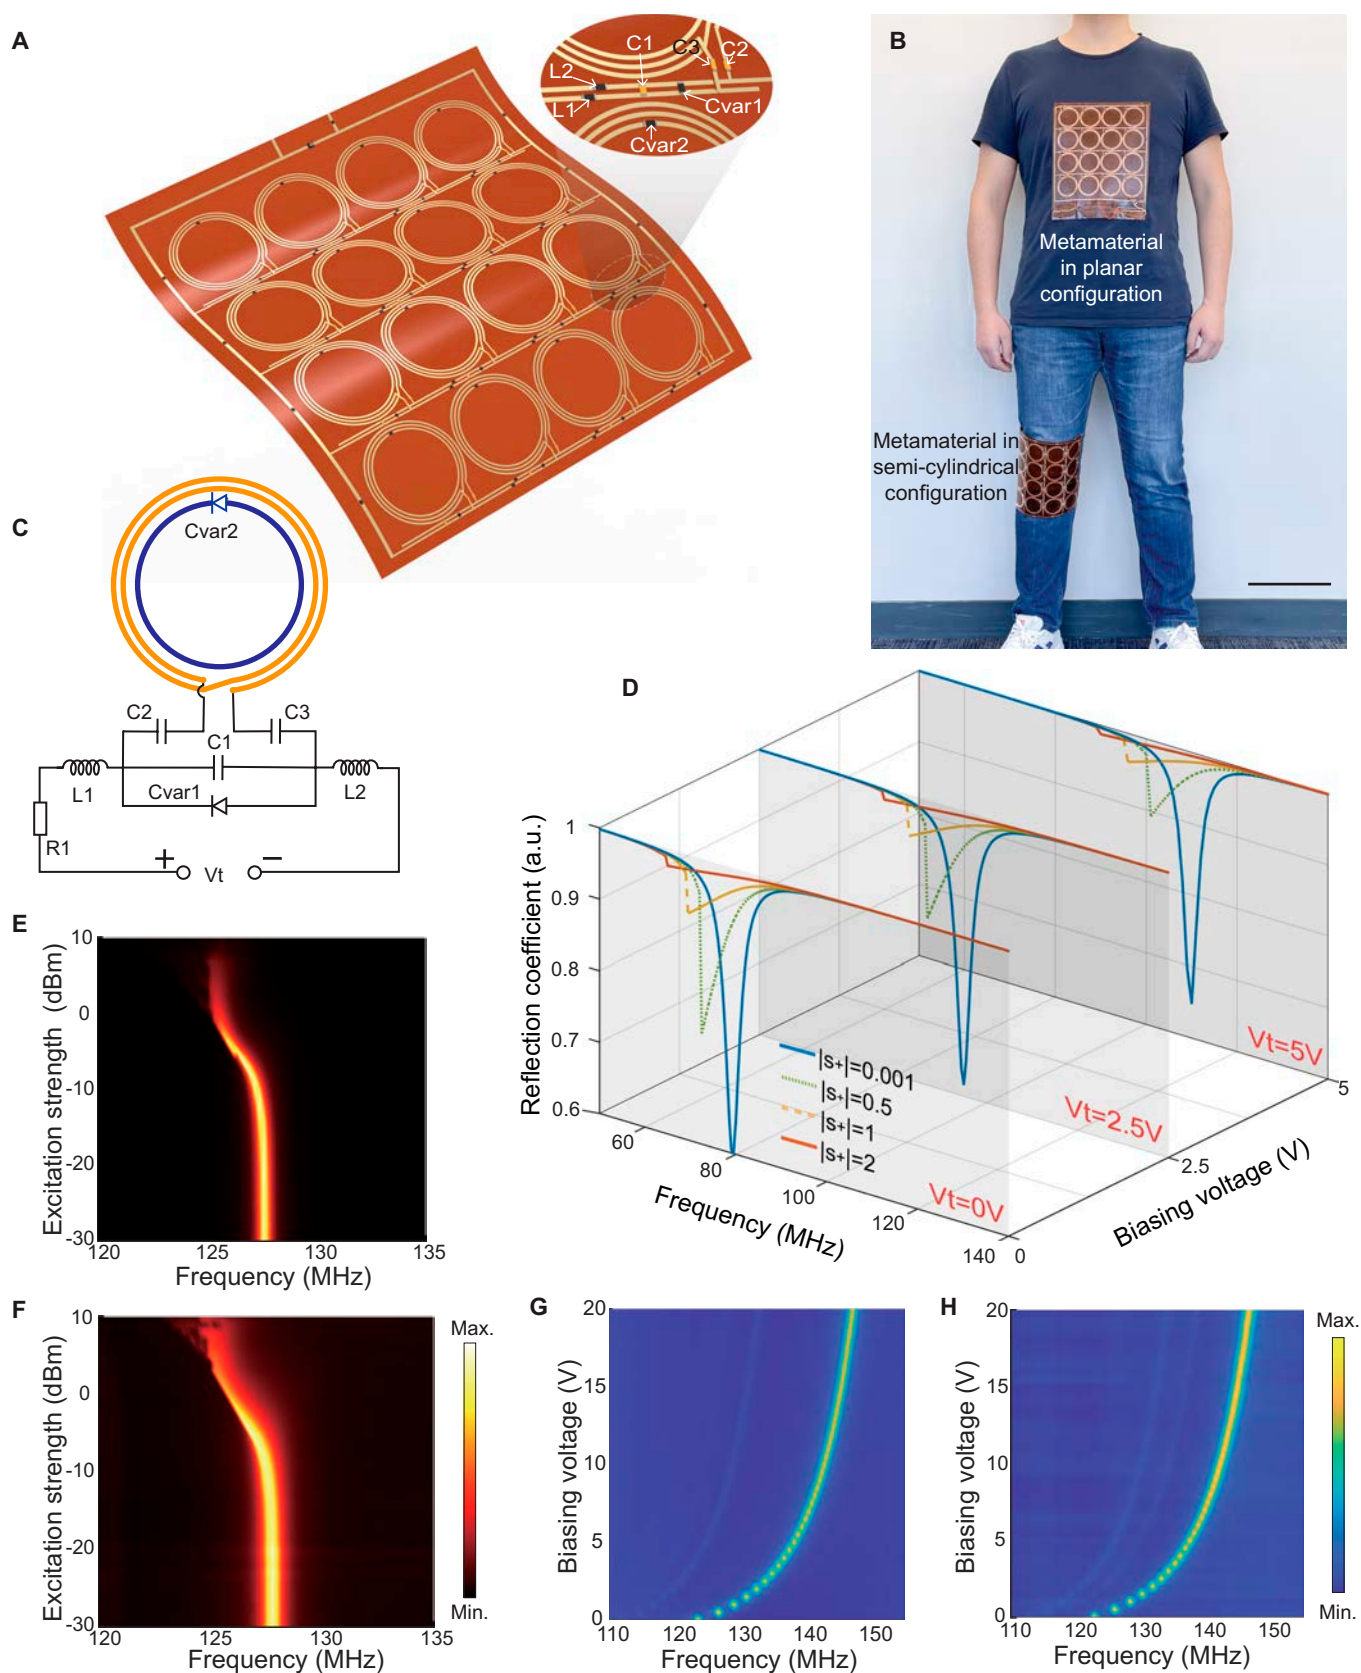 A
C1
C3
C2
L2
L1
Cvar1
Cvar2
B
Metamaterial
in planar
configuration
Metamaterial in
semi-cylindrical
configuration
C
Cvar2
C2
C3
C1
L1
Cvar1
L2
R1
+
Vt
−
D
Reflection coefficient (a.u.)
1
0.9
0.8
0.7
0.6
60
80
100
120
140
Frequency (MHz)
0
2.5
5
Biasing voltage (V)
|s+|=0.001
|s+|=0.5
|s+|=1
|s+|=2
Vt=0V
Vt=2.5V
Vt=5V
E
Excitation strength (dBm)
10
0
-10
-20
-30
120
125
130
135
Frequency (MHz)
F
Excitation strength (dBm)
10
0
-10
-20
-30
120
125
130
135
Frequency (MHz)
Max.
Min.
G
Biasing voltage (V)
20
15
10
5
0
110
120
130
140
150
Frequency (MHz)
H
Biasing voltage (V)
20
15
10
5
0
110
120
130
140
150
Frequency (MHz)
Max.
Min.